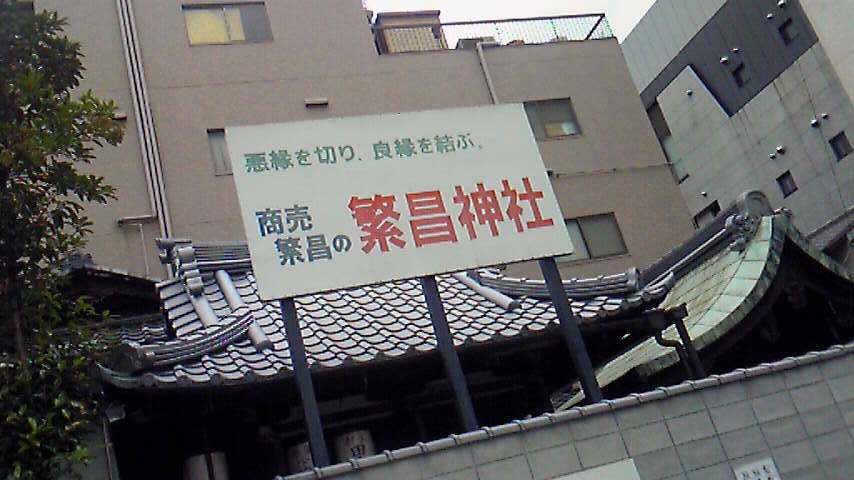 悪縁を切り、良縁を結ぶ。
商売
繁昌の
繁昌神社